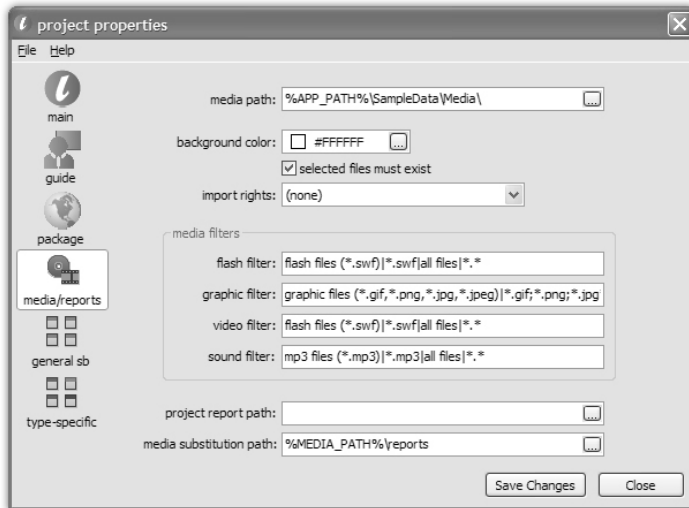 project properties
File Help
main
guide
package
media/reports
general sb
type-specific
media path: %APP_PATH%\SampleData\Media\ ...
background color: #FFFFFF ...
selected files must exist
import rights: (none)
media filters
flash filter: flash files (*.swf)|*.swf|all files|*.*
graphic filter: graphic files (*.gif,*.png,*.jpg,*.jpeg)|*.gif;*.png;*.jpg
video filter: flash files (*.swf)|*.swf|all files|*.*
sound filter: mp3 files (*.mp3)|*.mp3|all files|*.*
project report path: ...
media substitution path: %MEDIA_PATH%\reports ...
Save Changes Close